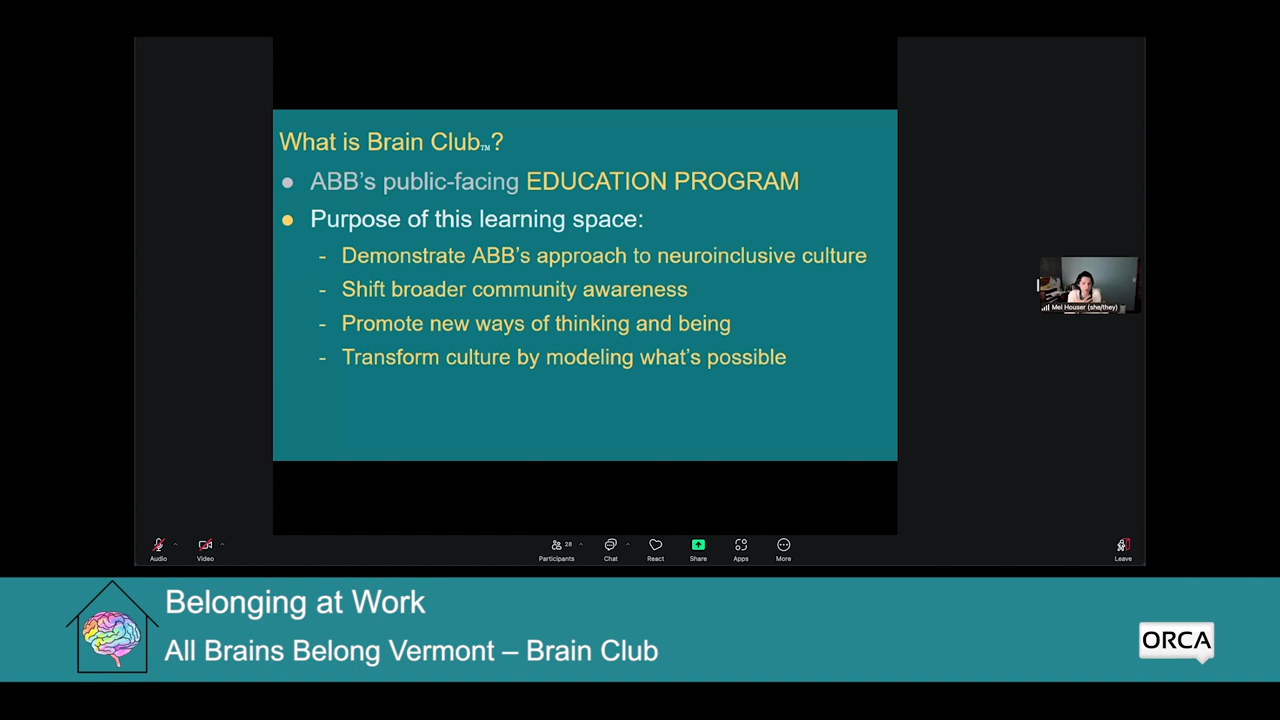 What is Brain Club™?
● ABB's public-facing EDUCATION PROGRAM
● Purpose of this learning space:
- Demonstrate ABB's approach to neuroinclusive culture
- Shift broader community awareness
- Promote new ways of thinking and being
- Transform culture by modeling what's possible
Mel Houser (she/they)
Audio
Video
Participants
28
Chat
React
Share
Apps
More
Leave
Belonging at Work
All Brains Belong Vermont – Brain Club
ORCA